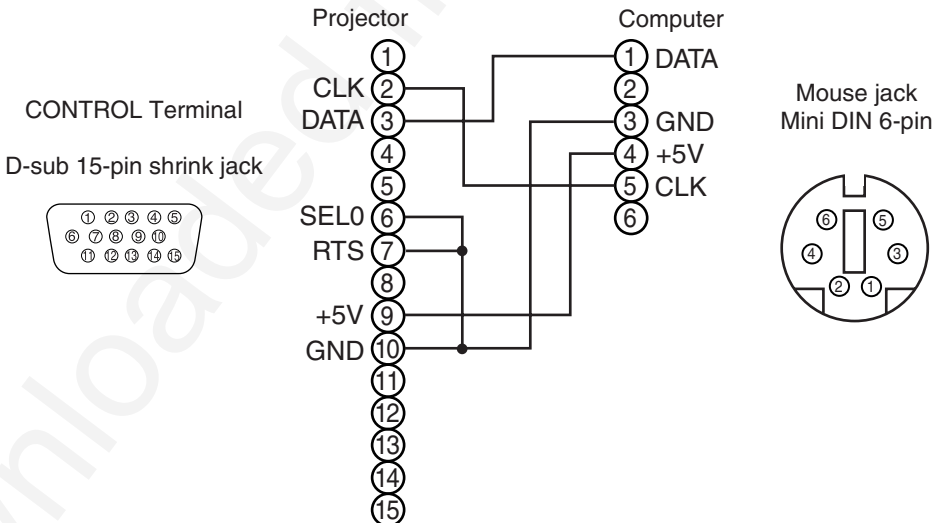 Projector
Computer
CONTROL Terminal
D-sub 15-pin shrink jack
① ② ③ ④ ⑤
⑥ ⑦ ⑧ ⑨ ⑩
⑪ ⑫ ⑬ ⑭ ⑮
①
CLK ②
DATA ③
④
⑤
SEL0 ⑥
RTS ⑦
⑧
+5V ⑨
GND ⑩
⑪
⑫
⑬
⑭
⑮
① DATA
②
③ GND
④ +5V
⑤ CLK
⑥
Mouse jack
Mini DIN 6-pin
⑥ ⑤
④ ③
② ①